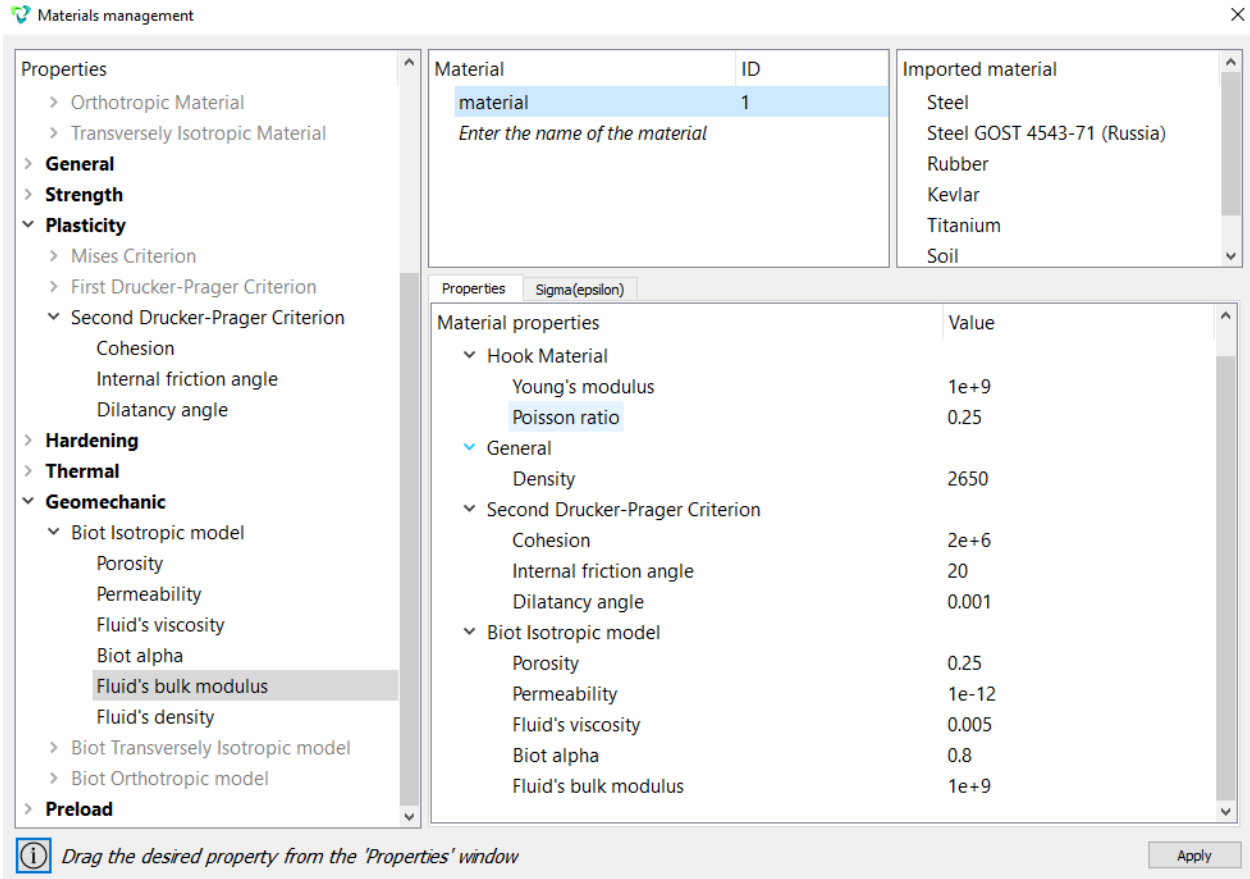 Materials management
Properties
Orthotropic Material
Transversely Isotropic Material
General
Strength
Plasticity
Mises Criterion
First Drucker-Prager Criterion
Second Drucker-Prager Criterion
Cohesion
Internal friction angle
Dilatancy angle
Hardening
Thermal
Geomechanic
Biot Isotropic model
Porosity
Permeability
Fluid's viscosity
Biot alpha
Fluid's bulk modulus
Fluid's density
Biot Transversely Isotropic model
Biot Orthotropic model
Preload
Material ID
material 1
Enter the name of the material
Imported material
Steel
Steel GOST 4543-71 (Russia)
Rubber
Kevlar
Titanium
Soil
Properties Sigma(epsilon)
Material properties Value
Hook Material
Young's modulus 1e+9
Poisson ratio 0.25
General
Density 2650
Second Drucker-Prager Criterion
Cohesion 2e+6
Internal friction angle 20
Dilatancy angle 0.001
Biot Isotropic model
Porosity 0.25
Permeability 1e-12
Fluid's viscosity 0.005
Biot alpha 0.8
Fluid's bulk modulus 1e+9
Drag the desired property from the 'Properties' window
Apply